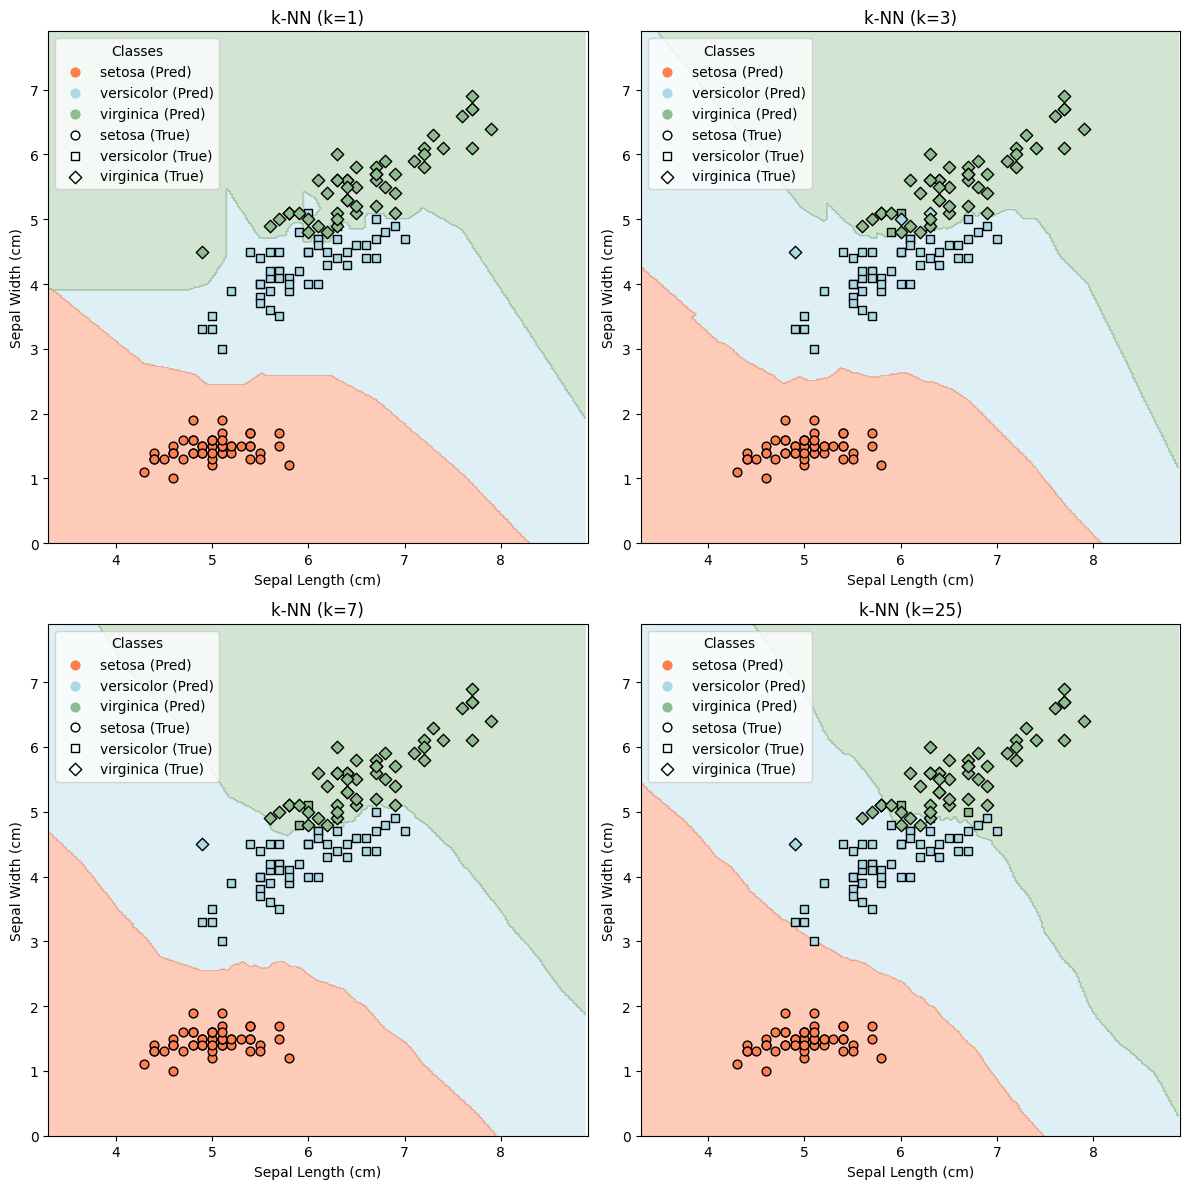 k-NN (k=1)
Classes
setosa (Pred)
versicolor (Pred)
virginica (Pred)
setosa (True)
versicolor (True)
virginica (True)
7
6
5
4
3
2
1
0
Sepal Width (cm)
4 5 6 7 8
Sepal Length (cm)
k-NN (k=3)
Classes
setosa (Pred)
versicolor (Pred)
virginica (Pred)
setosa (True)
versicolor (True)
virginica (True)
7
6
5
4
3
2
1
0
Sepal Width (cm)
4 5 6 7 8
Sepal Length (cm)
k-NN (k=7)
Classes
setosa (Pred)
versicolor (Pred)
virginica (Pred)
setosa (True)
versicolor (True)
virginica (True)
7
6
5
4
3
2
1
0
Sepal Width (cm)
4 5 6 7 8
Sepal Length (cm)
k-NN (k=25)
Classes
setosa (Pred)
versicolor (Pred)
virginica (Pred)
setosa (True)
versicolor (True)
virginica (True)
7
6
5
4
3
2
1
0
Sepal Width (cm)
4 5 6 7 8
Sepal Length (cm)